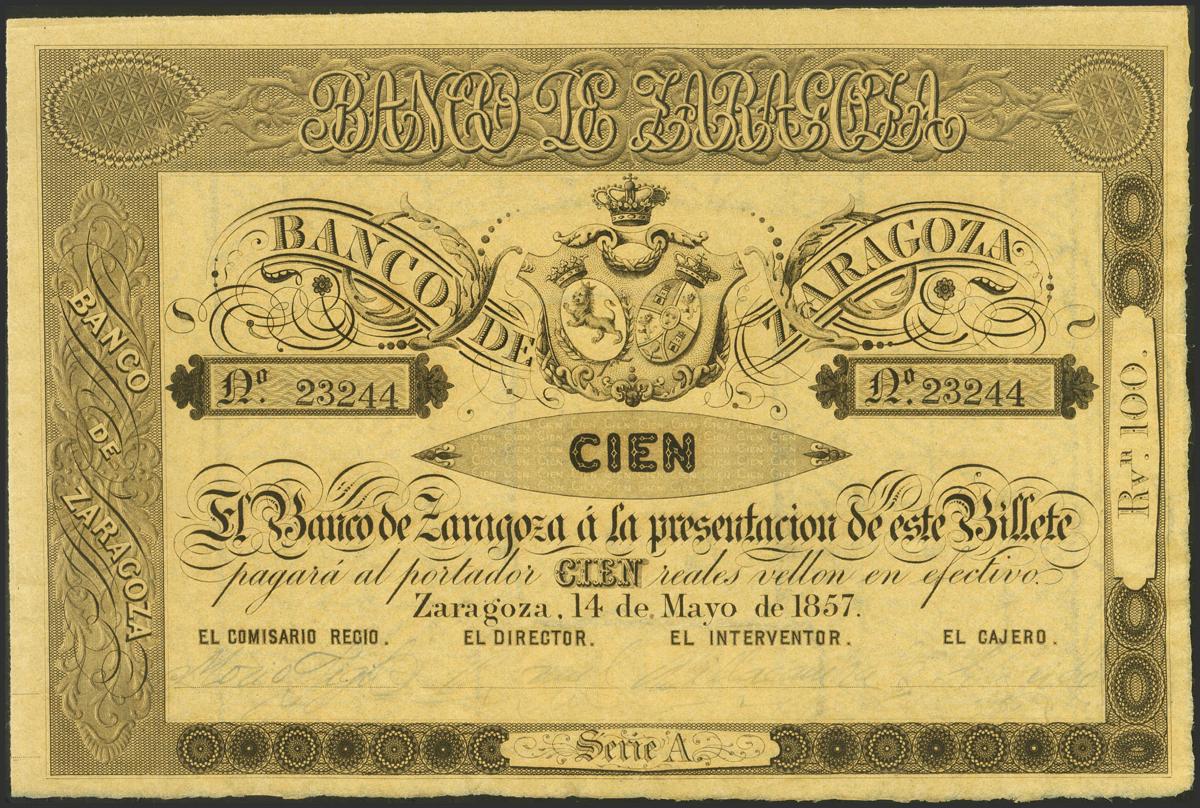 BANCO DE ZARAGOZA
BANCO DE ZARAGOZA
BANCO DE ZARAGOZA
Nº. 23244
Nº. 23244
CIEN
Rvⁿ 100.
El Banco de Zaragoza á la presentacion de este Billete
pagará al portador CIEN reales vellon en efectivo.
Zaragoza, 14 de Mayo de 1857.
EL COMISARIO REGIO. EL DIRECTOR. EL INTERVENTOR. EL CAJERO.
Serie A.